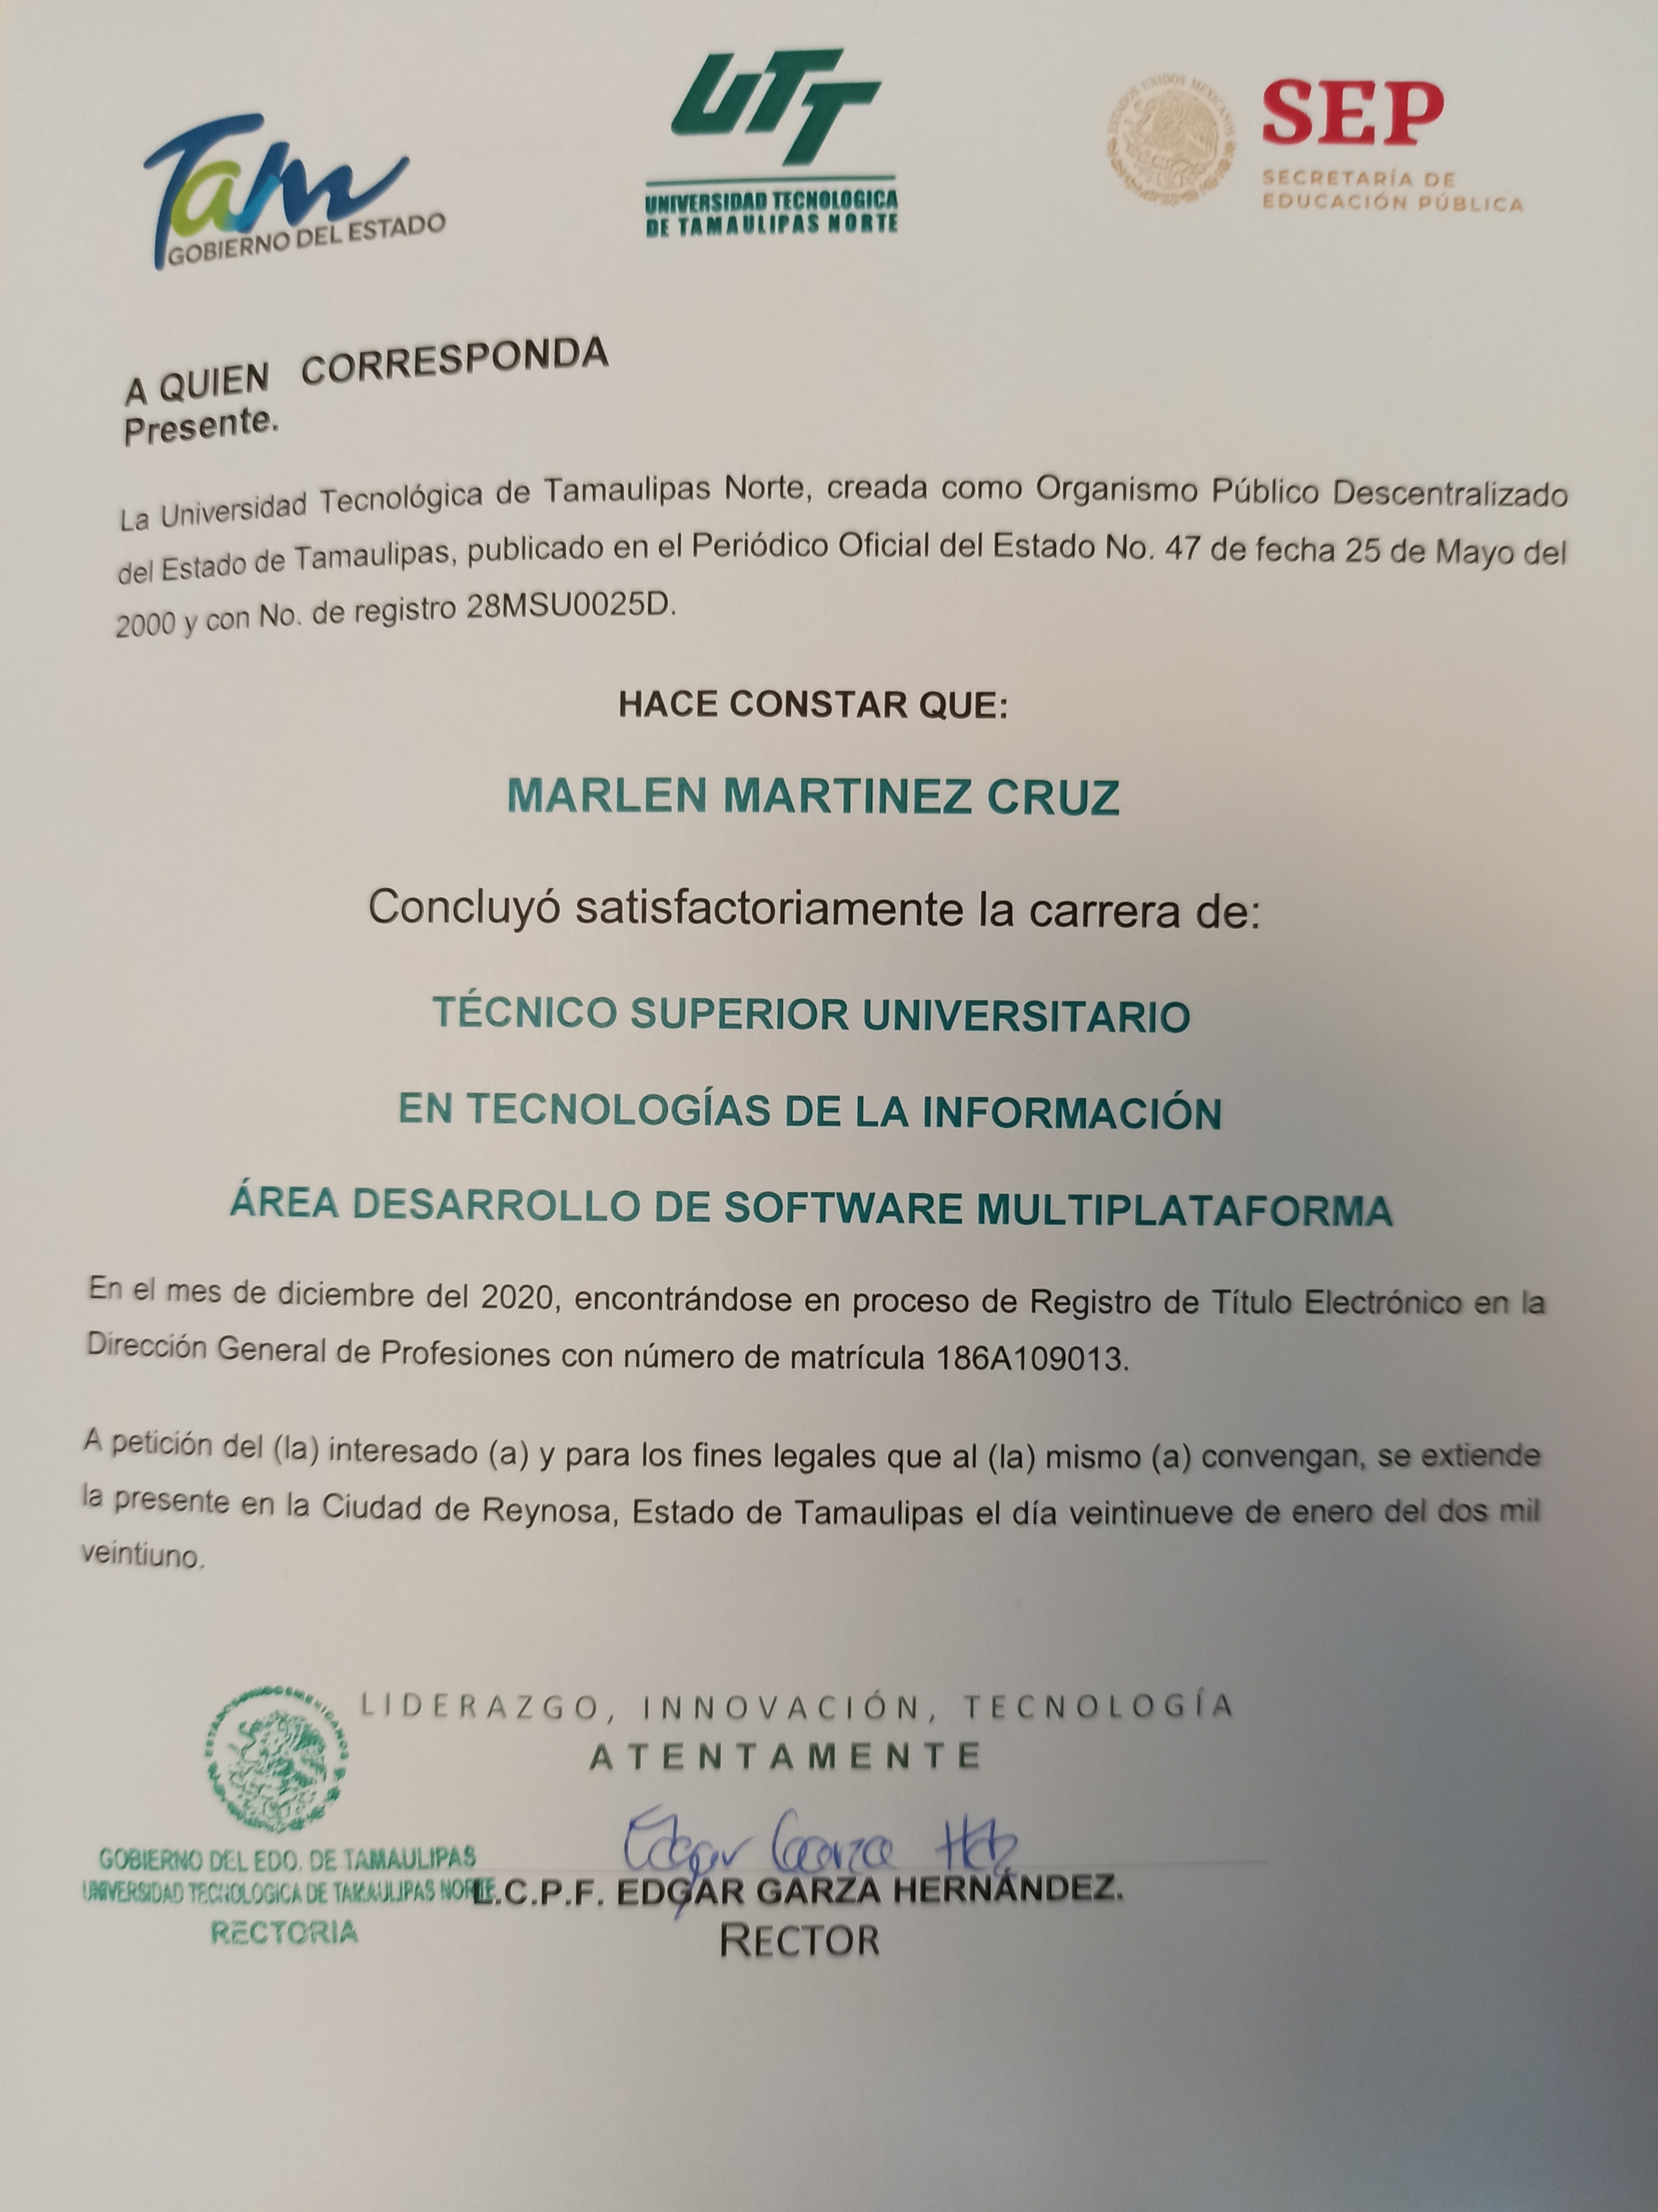 Tam
GOBIERNO DEL ESTADO
UTT
UNIVERSIDAD TECNOLOGICA
DE TAMAULIPAS NORTE
ESTADOS UNIDOS MEXICANOS
SEP
SECRETARÍA DE
EDUCACIÓN PÚBLICA
A QUIEN CORRESPONDA
Presente.
La Universidad Tecnológica de Tamaulipas Norte, creada como Organismo Público Descentralizado
del Estado de Tamaulipas, publicado en el Periódico Oficial del Estado No. 47 de fecha 25 de Mayo del
2000 y con No. de registro 28MSU0025D.
HACE CONSTAR QUE:
MARLEN MARTINEZ CRUZ
Concluyó satisfactoriamente la carrera de:
TÉCNICO SUPERIOR UNIVERSITARIO
EN TECNOLOGÍAS DE LA INFORMACIÓN
ÁREA DESARROLLO DE SOFTWARE MULTIPLATAFORMA
En el mes de diciembre del 2020, encontrándose en proceso de Registro de Título Electrónico en la
Dirección General de Profesiones con número de matrícula 186A109013.
A petición del (la) interesado (a) y para los fines legales que al (la) mismo (a) convengan, se extiende
la presente en la Ciudad de Reynosa, Estado de Tamaulipas el día veintinueve de enero del dos mil
veintiuno.
LIDERAZGO, INNOVACIÓN, TECNOLOGÍA
ATENTAMENTE
Edgar Garza Hdz
L.C.P.F. EDGAR GARZA HERNÁNDEZ.
RECTOR
ESTADOS UNIDOS MEXICANOS
GOBIERNO DEL EDO. DE TAMAULIPAS
UNIVERSIDAD TECNOLOGICA DE TAMAULIPAS NORTE
RECTORIA